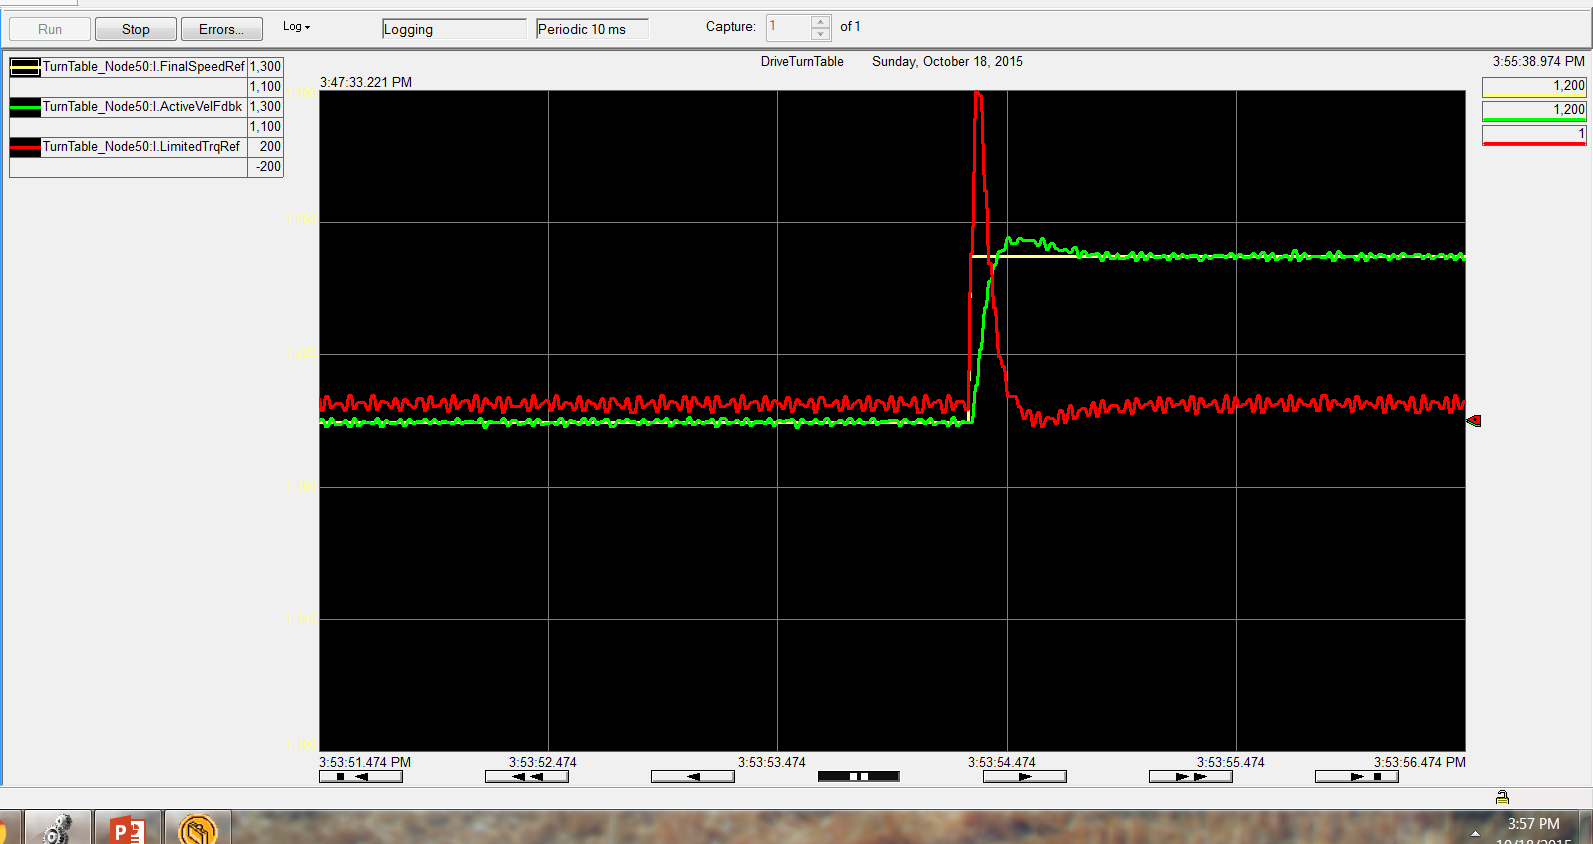 Run Stop Errors... Log Logging Periodic 10 ms Capture: 1 of 1
DriveTurnTable Sunday, October 18, 2015 3:55:38.974 PM
TurnTable_Node50:I.FinalSpeedRef 1,300
1,100
TurnTable_Node50:I.ActiveVelFdbk 1,300
1,100
TurnTable_Node50:I.LimitedTrqRef 200
-200
3:47:33.221 PM
1,200
1,200
1
3:53:51.474 PM 3:53:52.474 3:53:53.474 3:53:54.474 3:53:55.474 3:53:56.474 PM
P
3:57 PM
10/18/2015